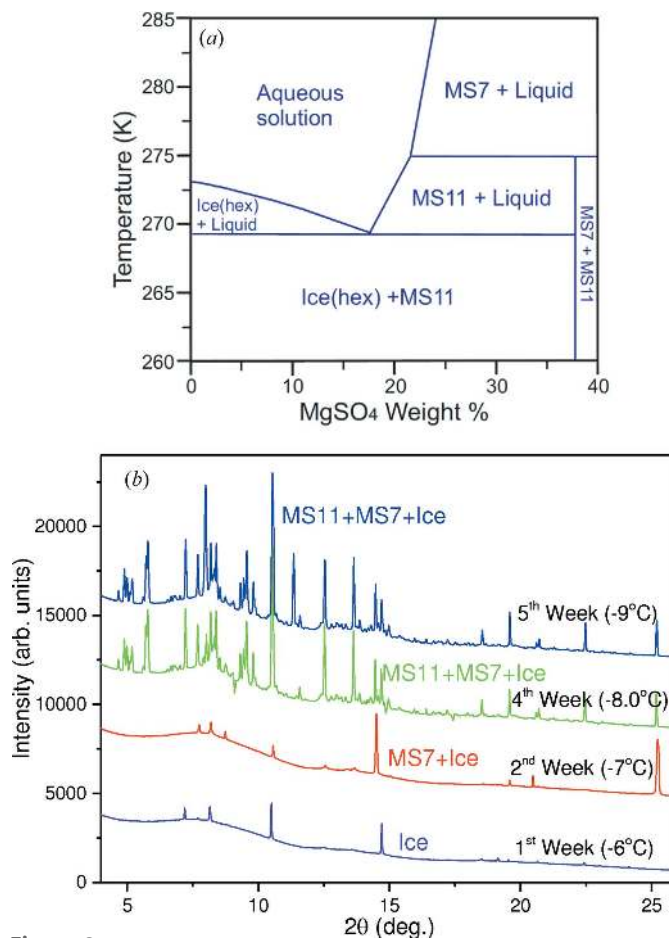 (a)
285
280
275
270
265
260
Temperature (K)
Aqueous
solution
MS7 + Liquid
Ice(hex)
+ Liquid
MS11 + Liquid
MS7 + MS11
Ice(hex) +MS11
0 10 20 30 40
MgSO₄ Weight %
(b)
20000
15000
10000
5000
0
Intensity (arb. units)
MS11+MS7+Ice
5th Week (-9°C)
MS11+MS7+Ice
4th Week (-8.0°C)
MS7+Ice
2nd Week (-7°C)
Ice
1st Week (-6°C)
5 10 15 20 25
2θ (deg.)